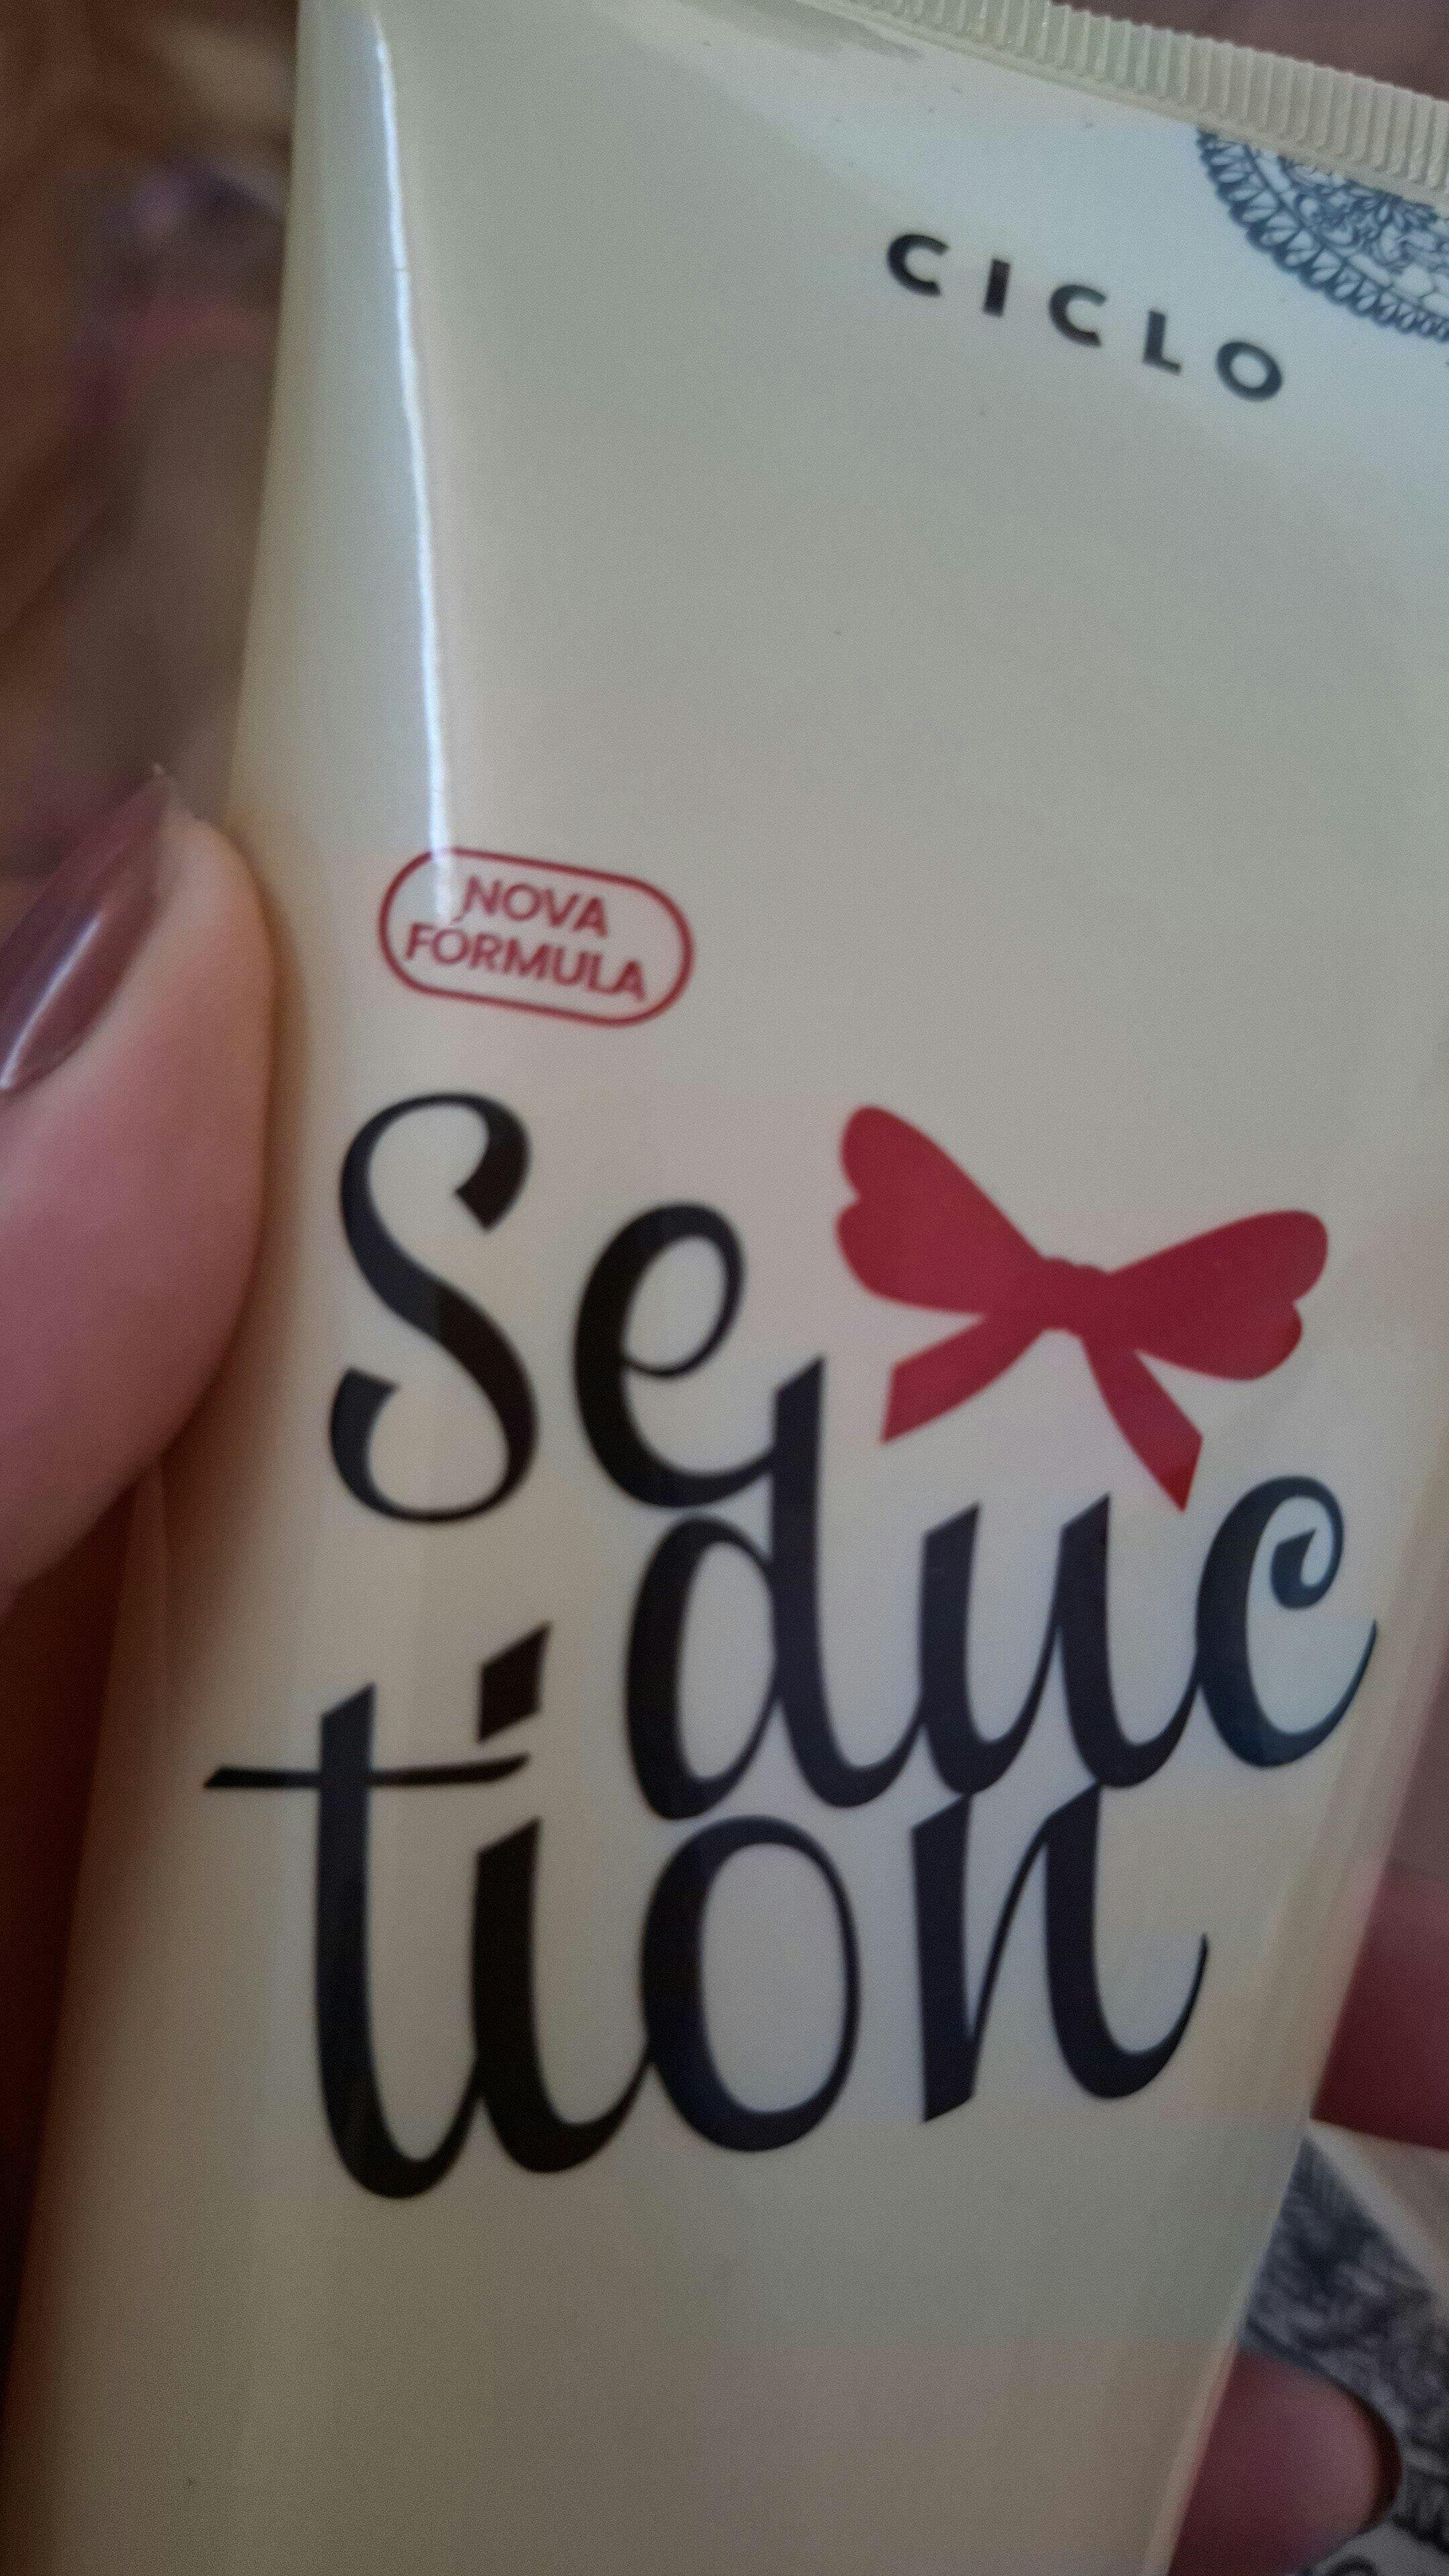 CICLO
NOVA
FÓRMULA
Se
duc
tion